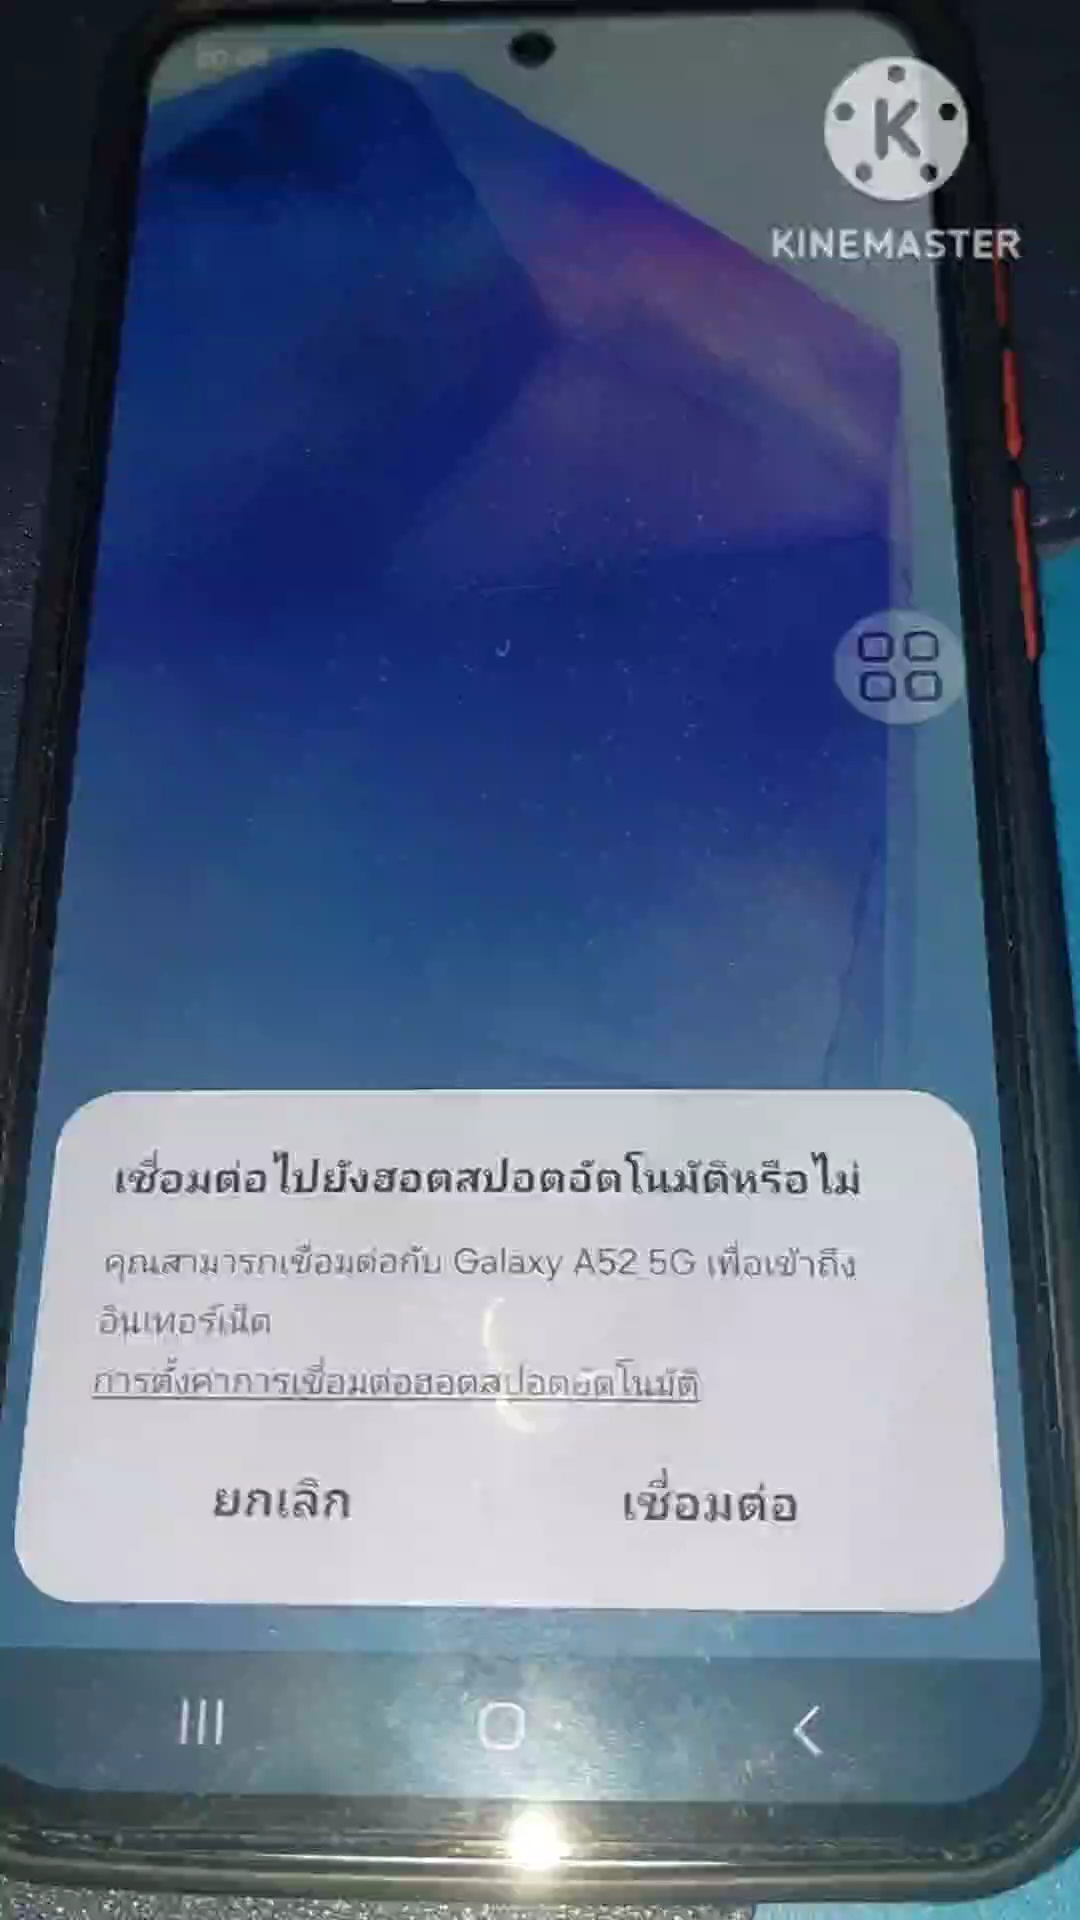 KINEMASTER
เชื่อมต่อไปยังฮอตสปอตอัตโนมัติหรือไม่
คุณสามารถเชื่อมต่อกับ Galaxy A52 5G เพื่อเข้าถึง
อินเทอร์เน็ต
การตั้งค่าการเชื่อมต่อฮอตสปอตอัตโนมัติ
ยกเลิก
เชื่อมต่อ